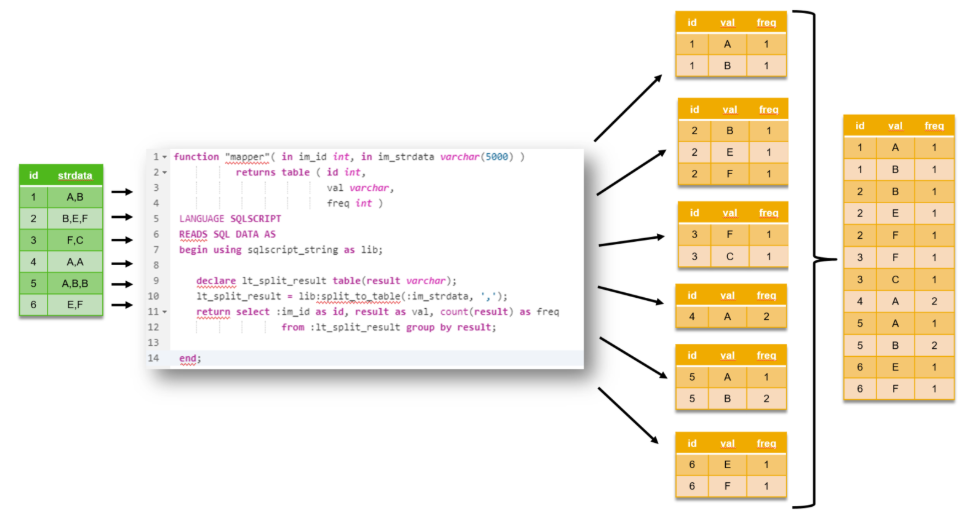 id strdata
1 A,B
2 B,E,F
3 F,C
4 A,A
5 A,B,B
6 E,F
1 function "mapper"( in im_id int, in im_strdata varchar(5000) )
2 returns table ( id int,
3 val varchar,
4 freq int )
5 LANGUAGE SQLSCRIPT
6 READS SQL DATA AS
7 begin using sqlscript_string as lib;
8
9 declare lt_split_result table(result varchar);
10 lt_split_result = lib:split_to_table(:im_strdata, ',');
11 return select :im_id as id, result as val, count(result) as freq
12 from :lt_split_result group by result;
13
14 end;
id val freq
1 A 1
1 B 1
id val freq
2 B 1
2 E 1
2 F 1
id val freq
3 F 1
3 C 1
id val freq
4 A 2
id val freq
5 A 1
5 B 2
id val freq
6 E 1
6 F 1
id val freq
1 A 1
1 B 1
2 B 1
2 E 1
2 F 1
3 F 1
3 C 1
4 A 2
5 A 1
5 B 2
6 E 1
6 F 1